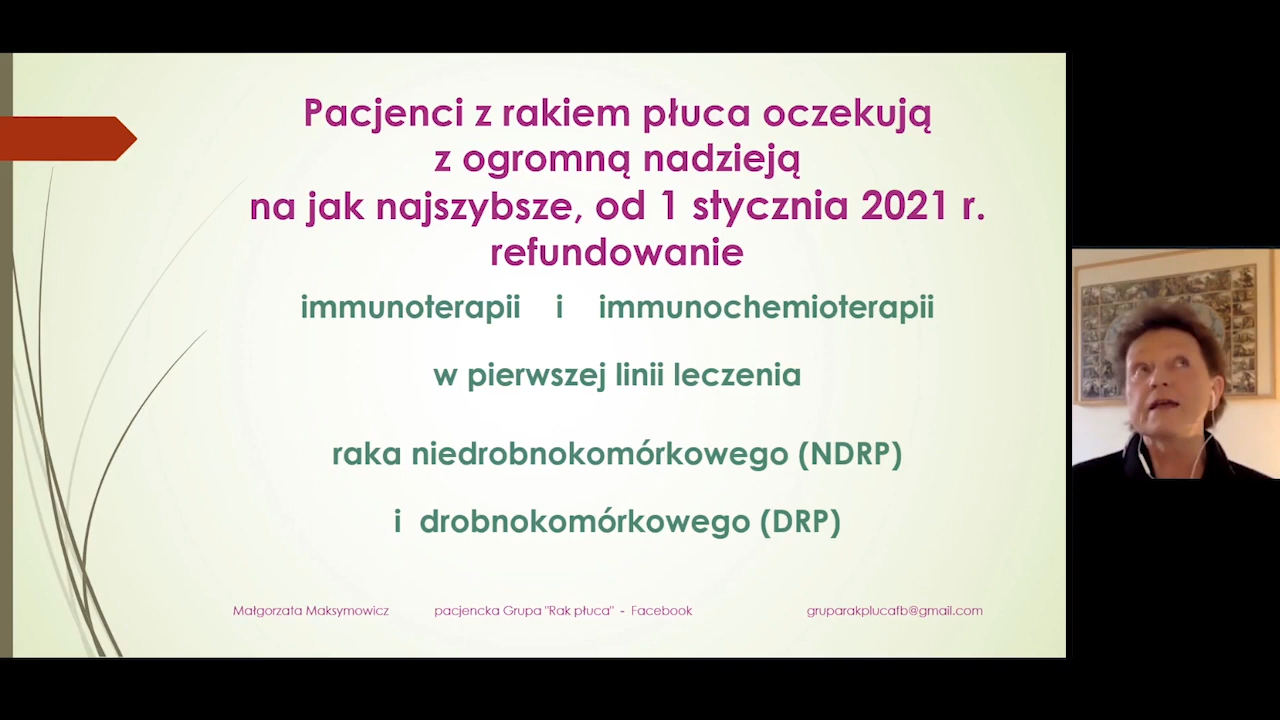 Pacjenci z rakiem płuca oczekują
z ogromną nadzieją
na jak najszybsze, od 1 stycznia 2021 r.
refundowanie
immunoterapii i immunochemioterapii
w pierwszej linii leczenia
raka niedrobnokomórkowego (NDRP)
i drobnokomórkowego (DRP)
Małgorzata Maksymowicz pacjencka Grupa "Rak płuca" - Facebook gruparakplucafb@gmail.com